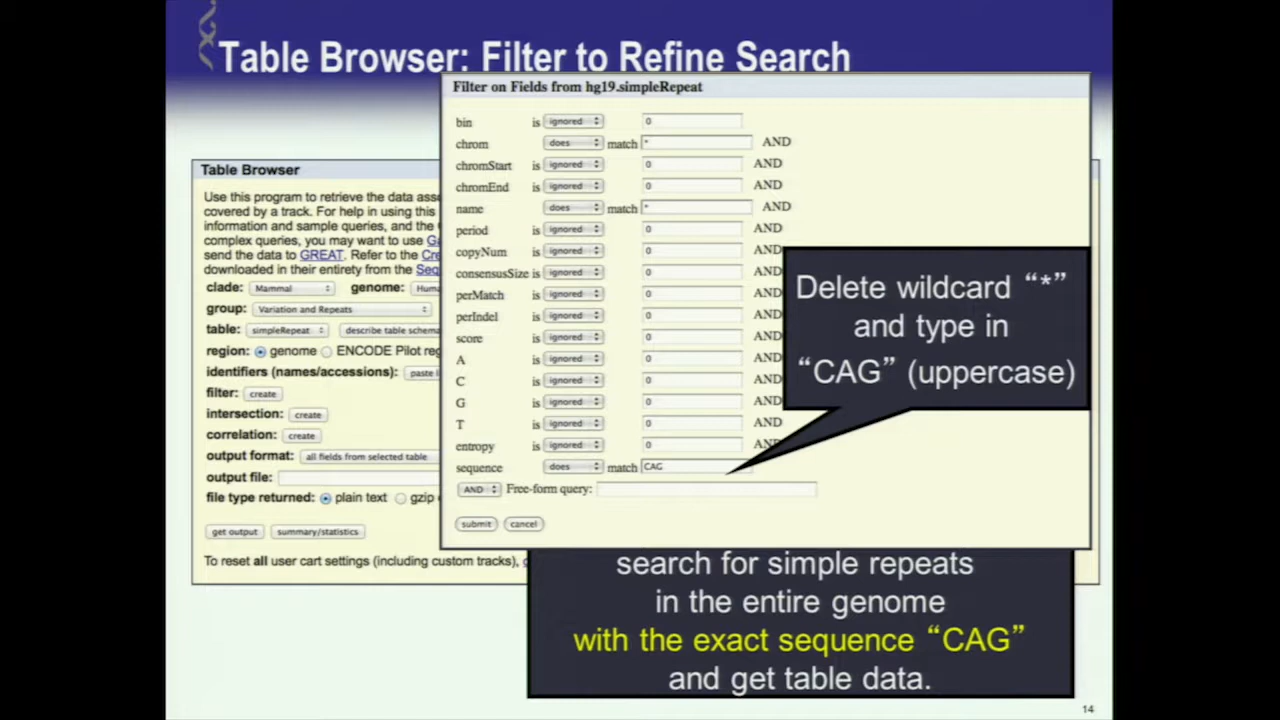 Table Browser: Filter to Refine Search
Filter on Fields from hg19.simpleRepeat
bin is ignored 0
chrom does match * AND
chromStart is ignored 0 AND
chromEnd is ignored 0 AND
name does match * AND
period is ignored 0 AND
copyNum is ignored 0 AND
consensusSize is ignored 0 AND
perMatch is ignored 0 AND
perIndel is ignored 0 AND
score is ignored 0 AND
A is ignored 0 AND
C is ignored 0 AND
G is ignored 0 AND
T is ignored 0 AND
entropy is ignored 0 AND
sequence does match CAG
AND Free-form query:
submit cancel
Delete wildcard “*”
and type in
“CAG” (uppercase)
Table Browser
Use this program to retrieve the data
covered by a track. For help in using this
information and sample queries, and the
complex queries, you may want to use
send the data to GREAT. Refer to the
downloaded in their entirety from the
clade: Mammal genome:
group: Variation and Repeats
table: simpleRepeat describe table schema
region: genome ENCODE Pilot
identifiers (names/accessions):
filter: create
intersection: create
correlation: create
output format: all fields from selected table
output file:
file type returned: plain text gzip
get output summary/statistics
To reset all user cart settings (including custom tracks),
search for simple repeats
in the entire genome
with the exact sequence “CAG”
and get table data.
14